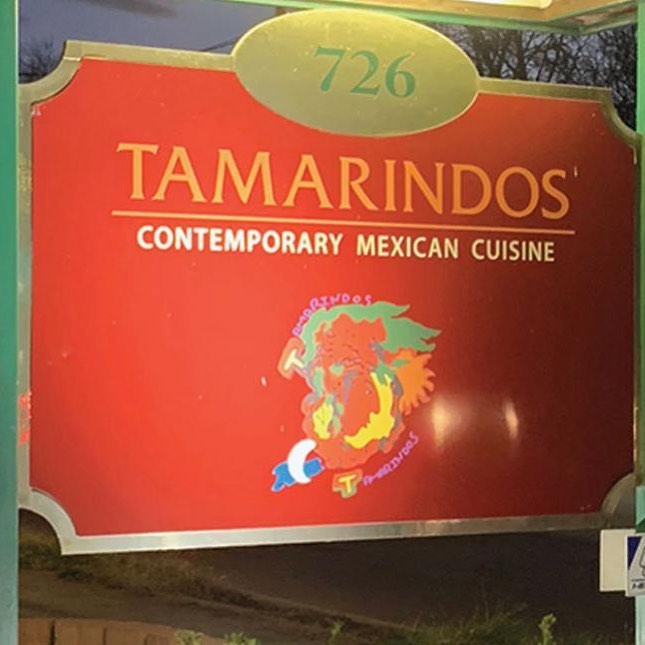 726
TAMARINDOS
CONTEMPORARY MEXICAN CUISINE
TAMARINDOS
TAMARINDOS